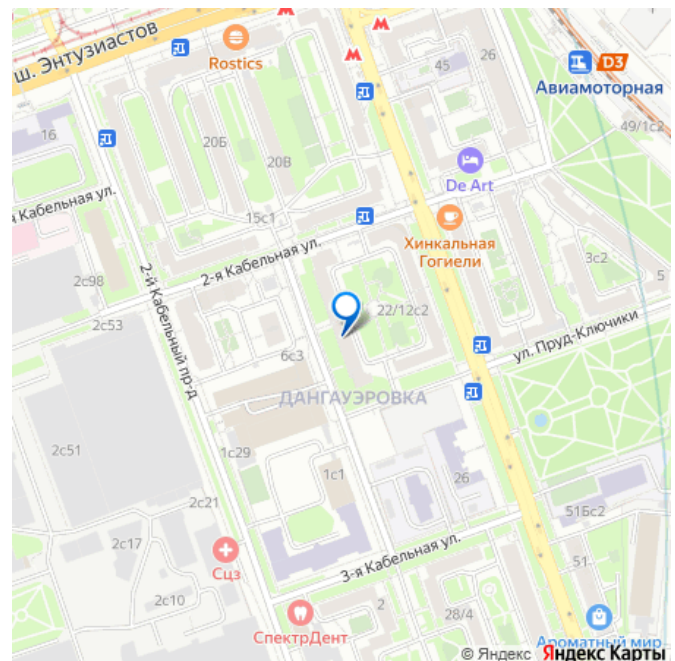 ш. Энтузиастов
Rostics
Авиамоторная
D3
45
26
49/1с2
16
20Б
20В
De Art
я Кабельная ул.
15с1
Хинкальная
Гогиели
3с2
5
2-я Кабельная ул.
2с98
2-й Кабельный пр-д
22/12с2
2с53
6с3
ул. Пруд-Ключики
ДАНГАУЭРОВКА
2с51
1с29
1с1
26
2с21
51Бс2
2с17
3-я Кабельная ул.
Сцз
51
2с10
2
28/4
СпектрДент
Ароматный мир
© Яндекс Яндекс Карты